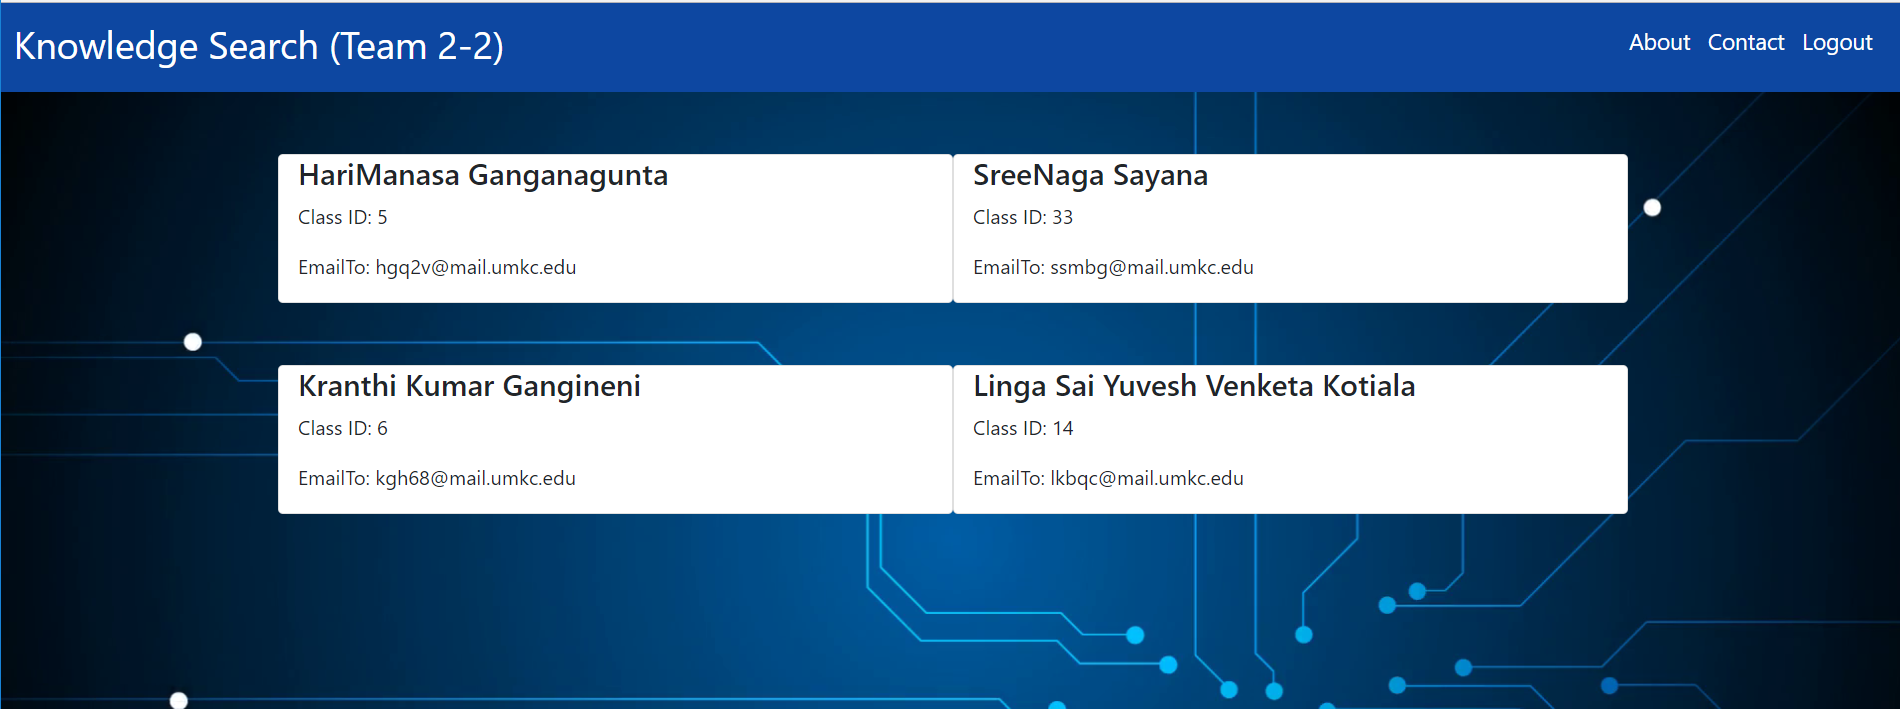 Knowledge Search (Team 2-2)
About Contact Logout
HariManasa Ganganagunta
Class ID: 5
EmailTo: hgq2v@mail.umkc.edu
SreeNaga Sayana
Class ID: 33
EmailTo: ssmbg@mail.umkc.edu
Kranthi Kumar Gangineni
Class ID: 6
EmailTo: kgh68@mail.umkc.edu
Linga Sai Yuvesh Venketa Kotiala
Class ID: 14
EmailTo: lkbqc@mail.umkc.edu